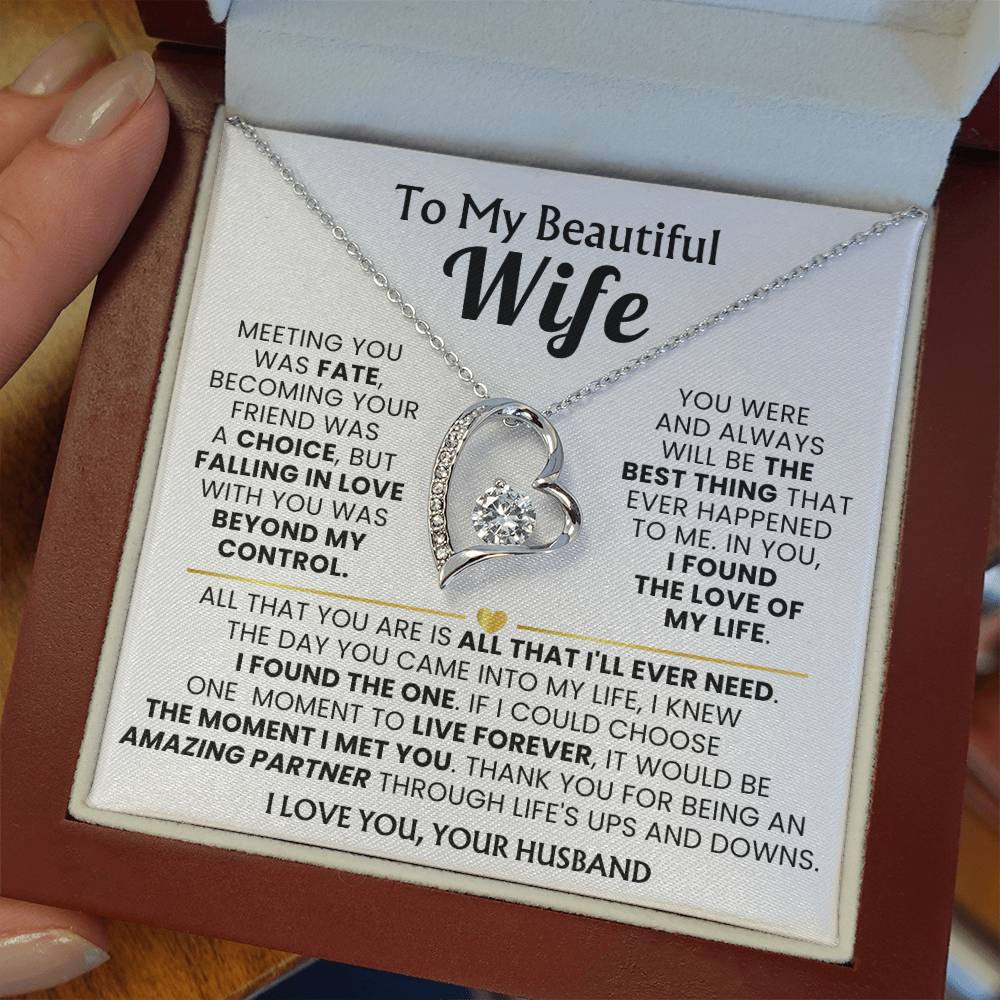 To My Beautiful
Wife
MEETING YOU
WAS FATE,
BECOMING YOUR
FRIEND WAS
A CHOICE, BUT
FALLING IN LOVE
WITH YOU WAS
BEYOND MY
CONTROL.
YOU WERE
AND ALWAYS
WILL BE THE
BEST THING THAT
EVER HAPPENED
TO ME. IN YOU,
I FOUND
THE LOVE OF
MY LIFE.
ALL THAT YOU ARE IS ALL THAT I'LL EVER NEED.
THE DAY YOU CAME INTO MY LIFE, I KNEW
I FOUND THE ONE. IF I COULD CHOOSE
ONE MOMENT TO LIVE FOREVER, IT WOULD BE
THE MOMENT I MET YOU. THANK YOU FOR BEING AN
AMAZING PARTNER THROUGH LIFE'S UPS AND DOWNS.
I LOVE YOU, YOUR HUSBAND